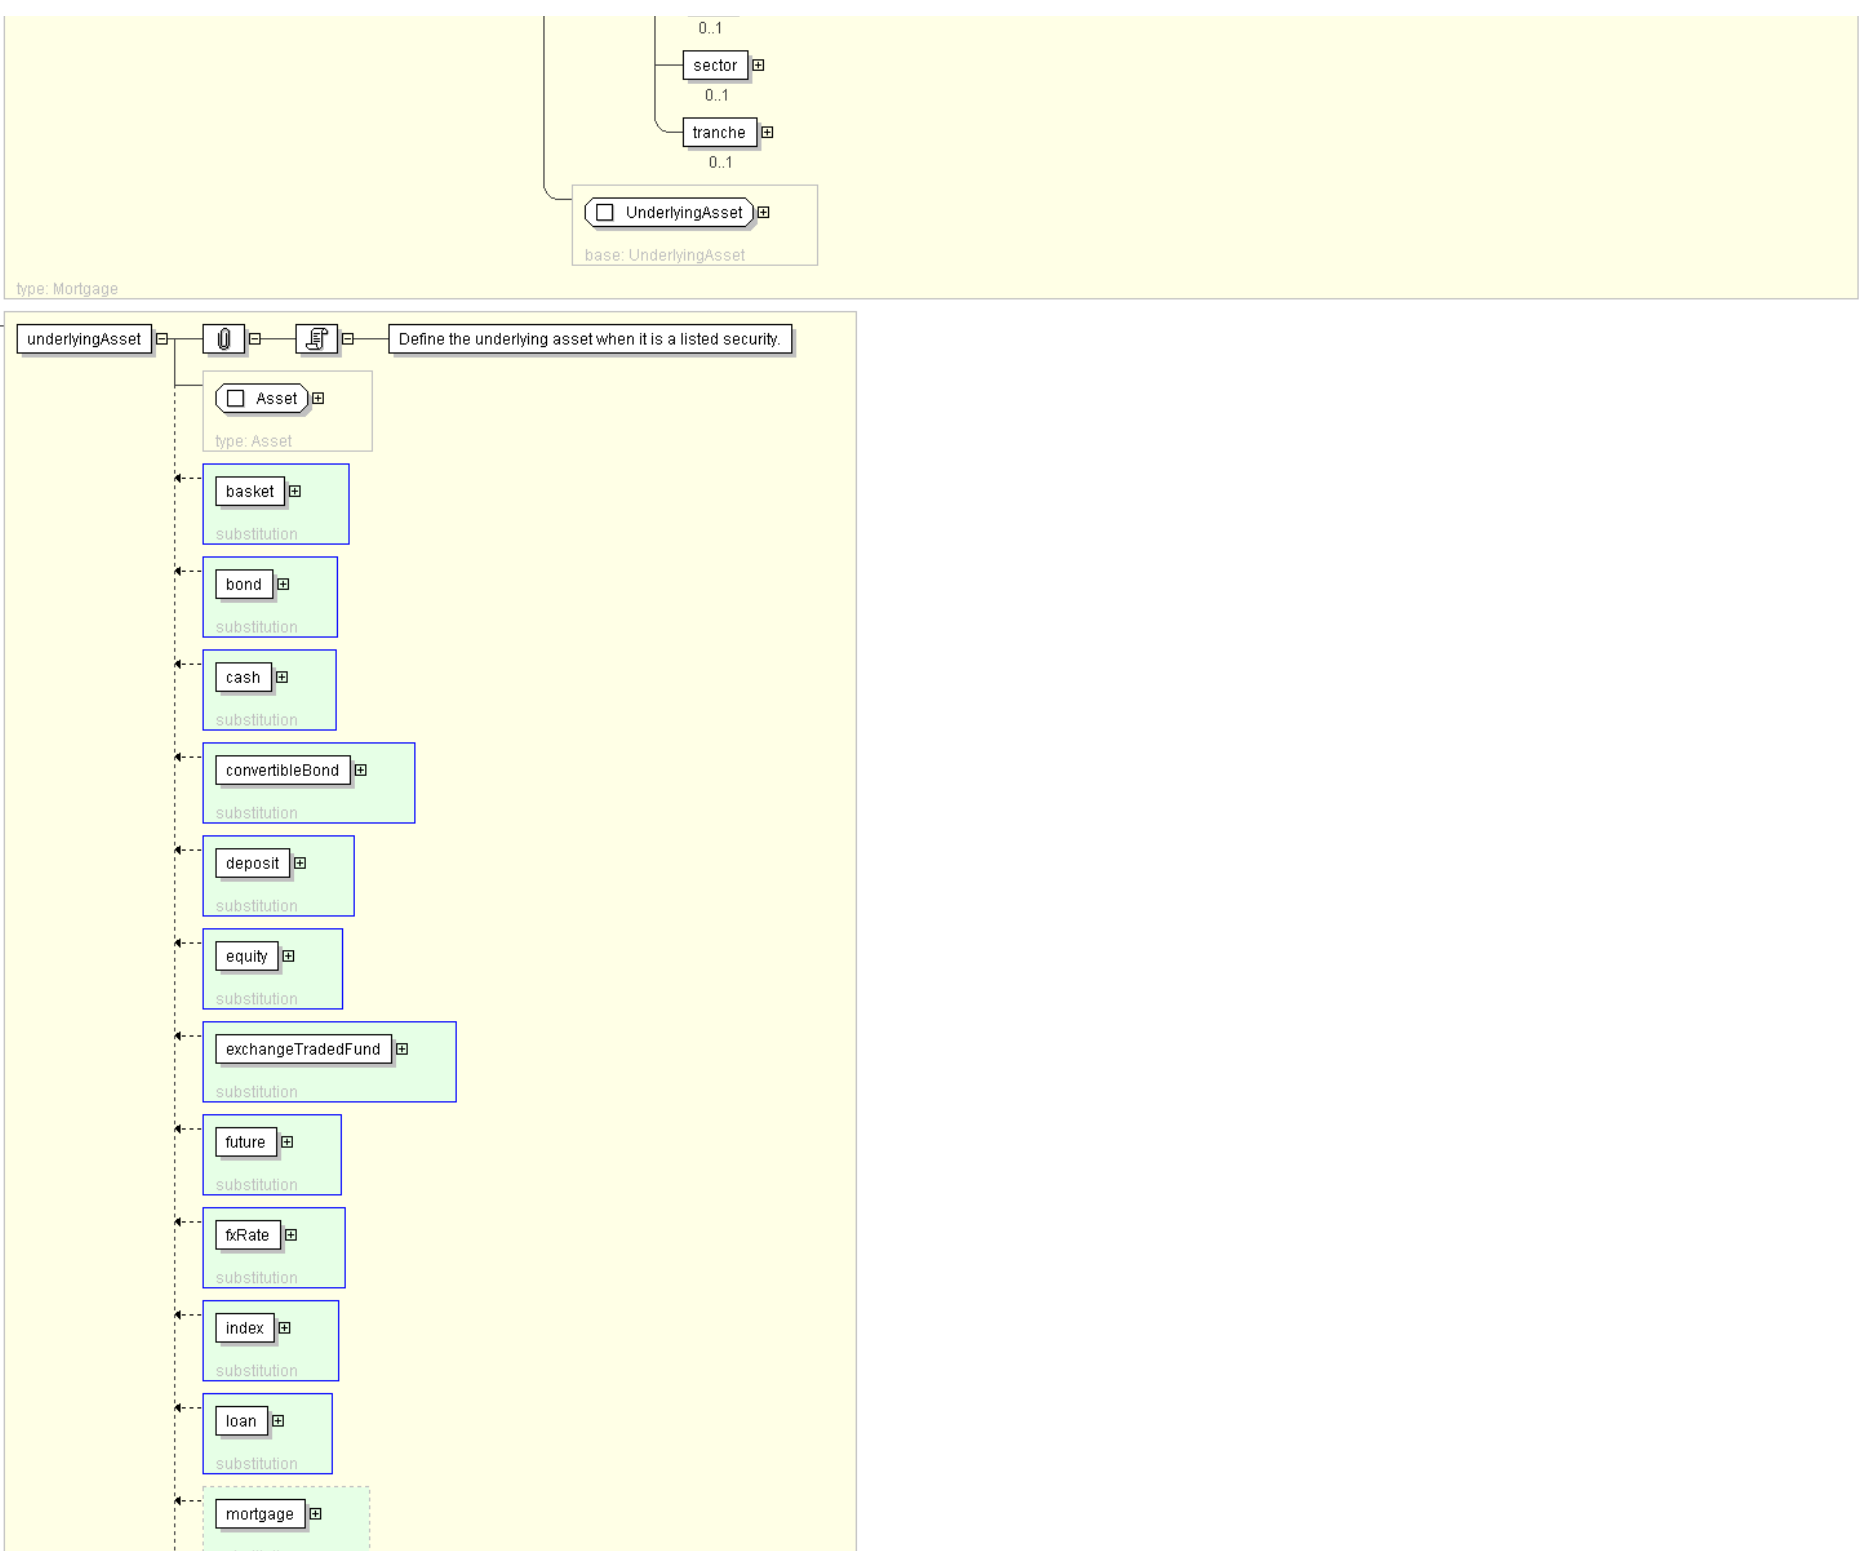 0..1
sector
0..1
tranche
0..1
UnderlyingAsset
base: UnderlyingAsset
type: Mortgage
underlyingAsset Define the underlying asset when it is a listed security.
Asset
type: Asset
basket
substitution
bond
substitution
cash
substitution
convertibleBond
substitution
deposit
substitution
equity
substitution
exchangeTradedFund
substitution
future
substitution
fxRate
substitution
index
substitution
loan
substitution
mortgage